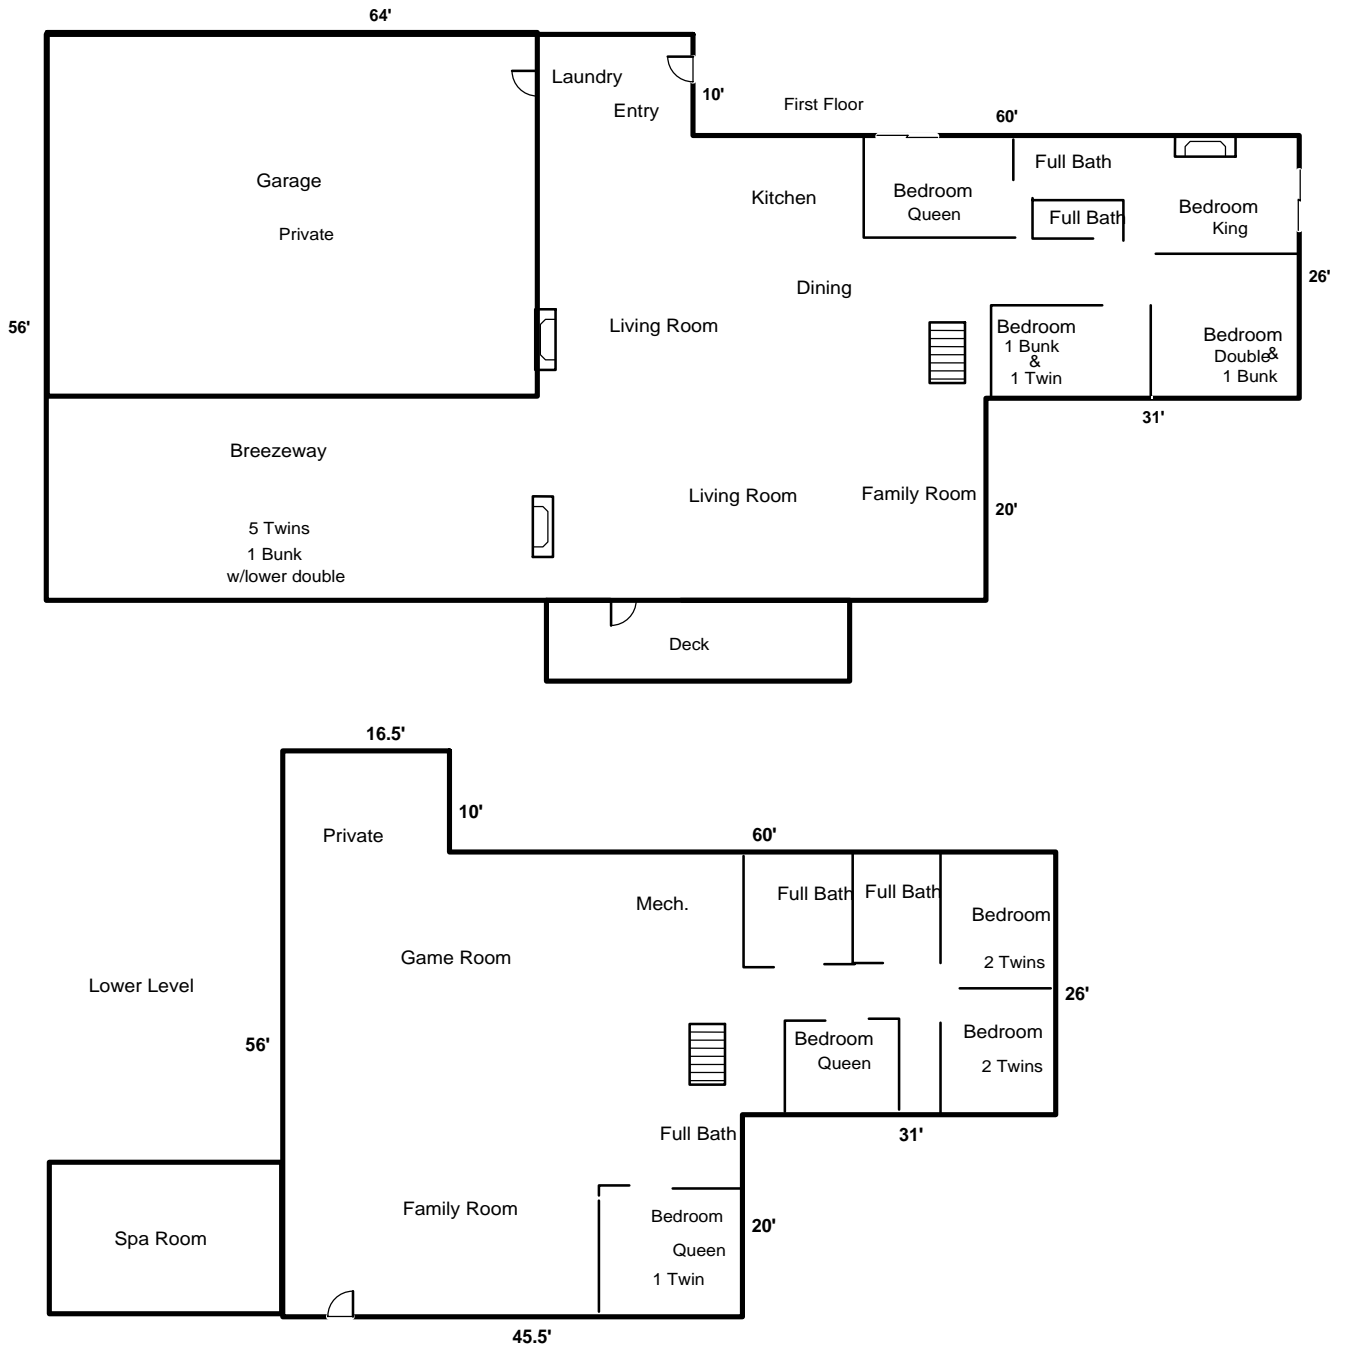 64'
Laundry
Entry
10'
First Floor
60'
Garage
Private
Kitchen
Bedroom
Queen
Full Bath
Full Bath
Bedroom
King
Dining
26'
56'
Living Room
Bedroom
1 Bunk
&
1 Twin
Bedroom
Double&
1 Bunk
31'
Breezeway
Living Room
Family Room
20'
5 Twins
1 Bunk
w/lower double
Deck
16.5'
10'
Private
60'
Mech.
Full Bath
Full Bath
Bedroom
2 Twins
Game Room
Lower Level
26'
56'
Bedroom
Queen
Bedroom
2 Twins
Full Bath
31'
Family Room
Bedroom
Queen
1 Twin
20'
Spa Room
45.5'